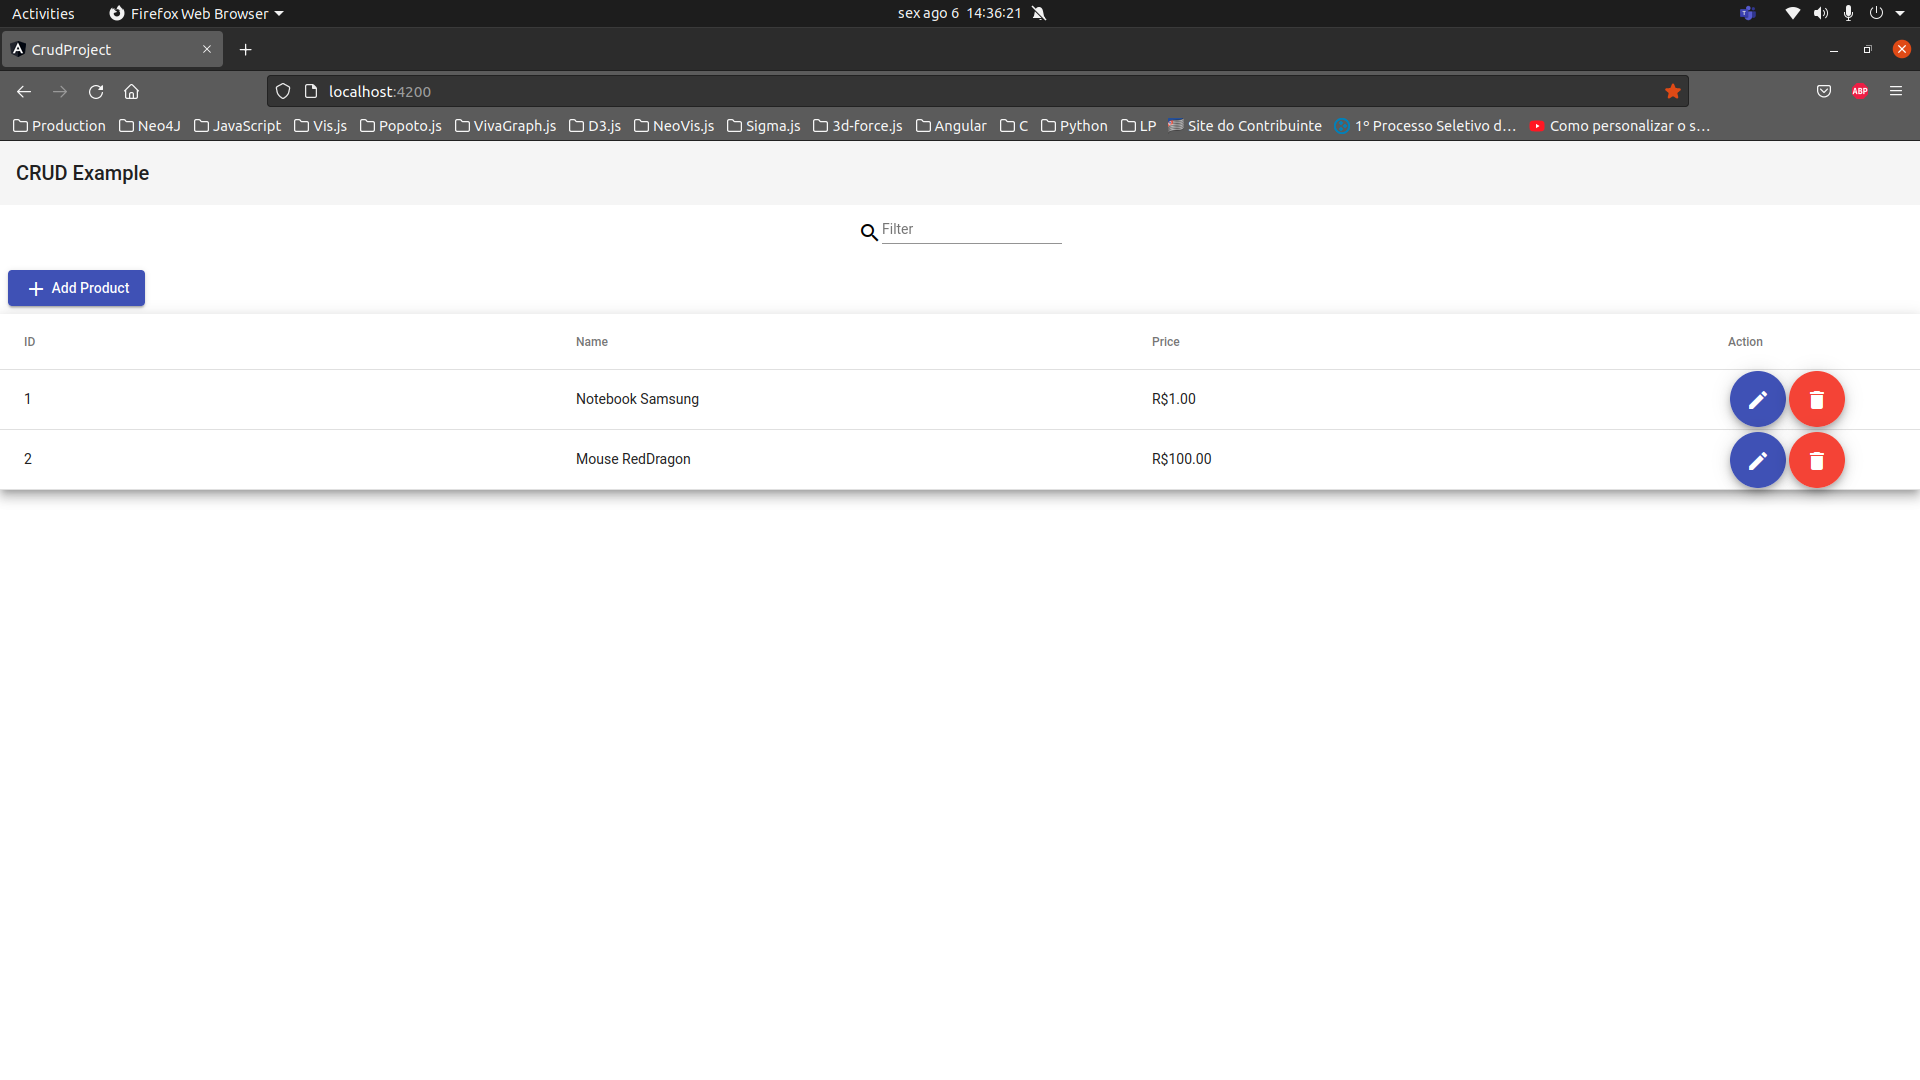 Activities Firefox Web Browser sex ago 6 14:36:21
CrudProject
localhost:4200 ABP
Production Neo4J JavaScript Vis.js Popoto.js VivaGraph.js D3.js NeoVis.js Sigma.js 3d-force.js Angular C Python LP Site do Contribuinte 1º Processo Seletivo d... Como personalizar o s...
CRUD Example
Filter
Add Product
ID Name Price Action
1 Notebook Samsung R$1.00
2 Mouse RedDragon R$100.00